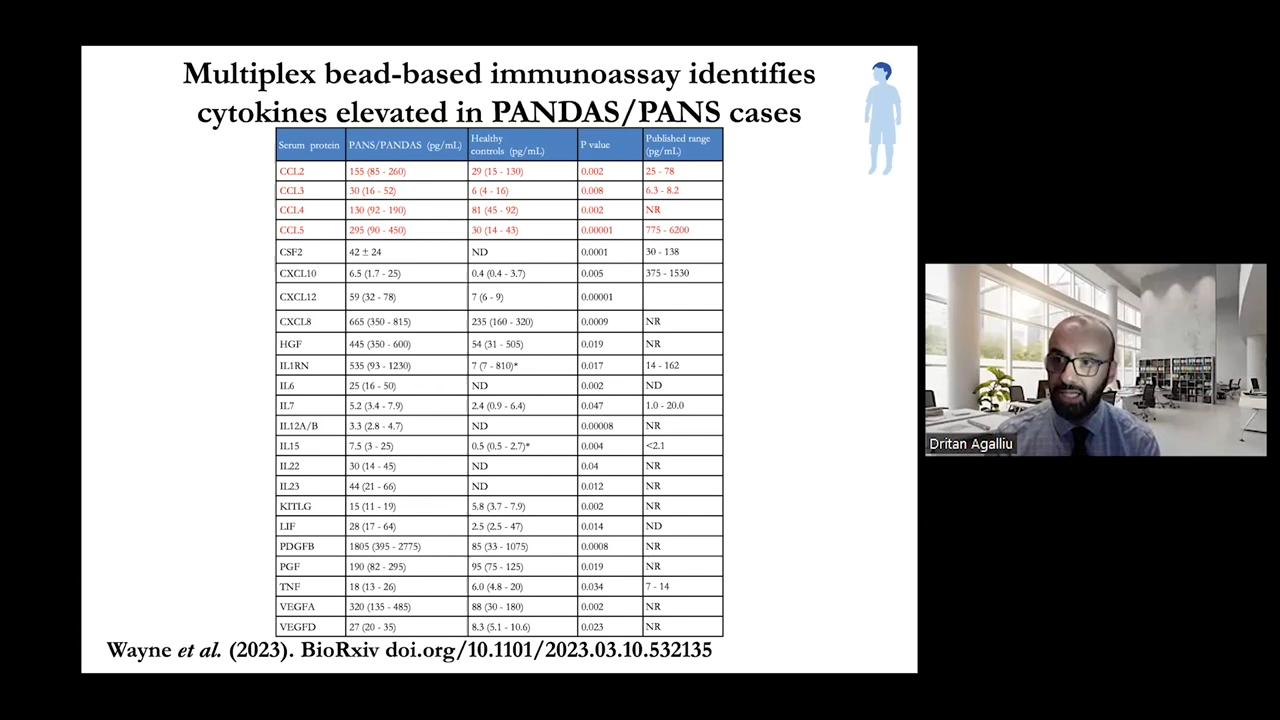 Multiplex bead-based immunoassay identifies
cytokines elevated in PANDAS/PANS cases
Serum protein PANS/PANDAS (pg/mL) Healthy controls (pg/mL) P value Published range (pg/mL)
CCL2 155 (85 - 260) 29 (15 - 130) 0.002 25 - 78
CCL3 30 (16 - 52) 6 (4 - 16) 0.008 6.3 - 8.2
CCL4 130 (92 - 190) 81 (45 - 92) 0.002 NR
CCL5 295 (90 - 450) 30 (14 - 43) 0.00001 775 - 6200
CSF2 42 ± 24 ND 0.0001 30 - 138
CXCL10 6.5 (1.7 - 25) 0.4 (0.4 - 3.7) 0.005 375 - 1530
CXCL12 59 (32 - 78) 7 (6 - 9) 0.00001
CXCL8 665 (350 - 815) 235 (160 - 320) 0.0009 NR
HGF 445 (350 - 600) 54 (31 - 505) 0.019 NR
IL1RN 535 (93 - 1230) 7 (7 - 810)* 0.017 14 - 162
IL6 25 (16 - 50) ND 0.002 ND
IL7 5.2 (3.4 - 7.9) 2.4 (0.9 - 6.4) 0.047 1.0 - 20.0
IL12A/B 3.3 (2.8 - 4.7) ND 0.00008 NR
IL15 7.5 (3 - 25) 0.5 (0.5 - 2.7)* 0.004 <2.1
IL22 30 (14 - 45) ND 0.04 NR
IL23 44 (21 - 66) ND 0.012 NR
KITLG 15 (11 - 19) 5.8 (3.7 - 7.9) 0.002 NR
LIF 28 (17 - 64) 2.5 (2.5 - 47) 0.014 ND
PDGFB 1805 (395 - 2775) 85 (33 - 1075) 0.0008 NR
PGF 190 (82 - 295) 95 (75 - 125) 0.019 NR
TNF 18 (13 - 26) 6.0 (4.8 - 20) 0.034 7 - 14
VEGFA 320 (135 - 485) 88 (30 - 180) 0.002 NR
VEGFD 27 (20 - 35) 8.3 (5.1 - 10.6) 0.023 NR
Wayne et al. (2023). BioRxiv doi.org/10.1101/2023.03.10.532135
Dritan Agalliu